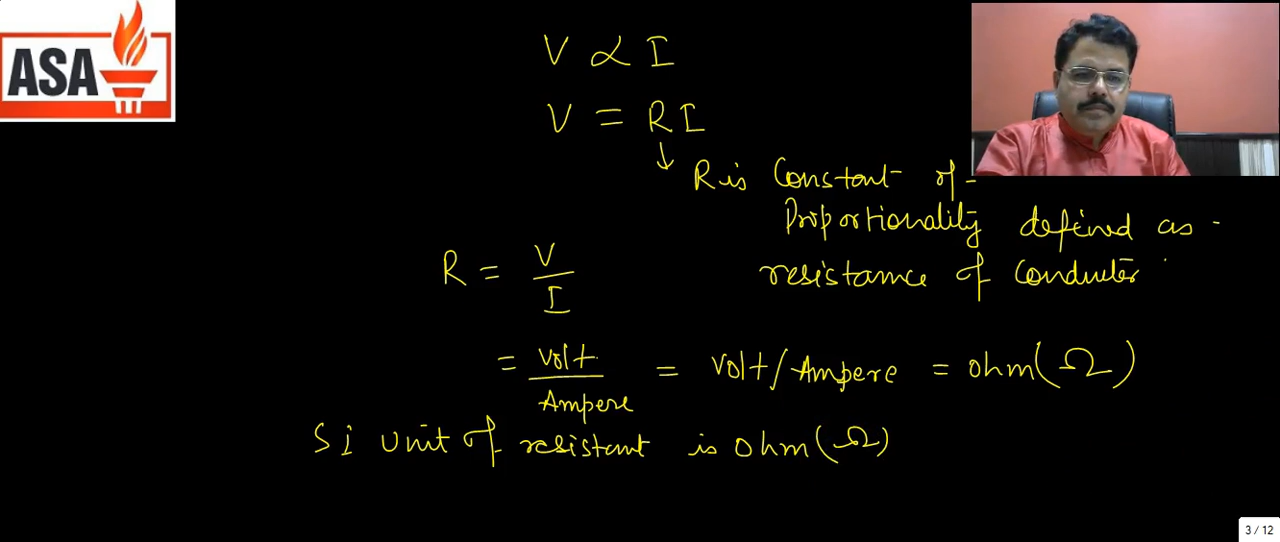 ASA
V ∝ I
V = RI
↓ R is Constant of
Proportionality defined as
resistance of Conductor
R = V/I
= Volt/Ampere = Volt/Ampere = ohm(Ω)
SI Unit of resistant is ohm(Ω)
3 / 12